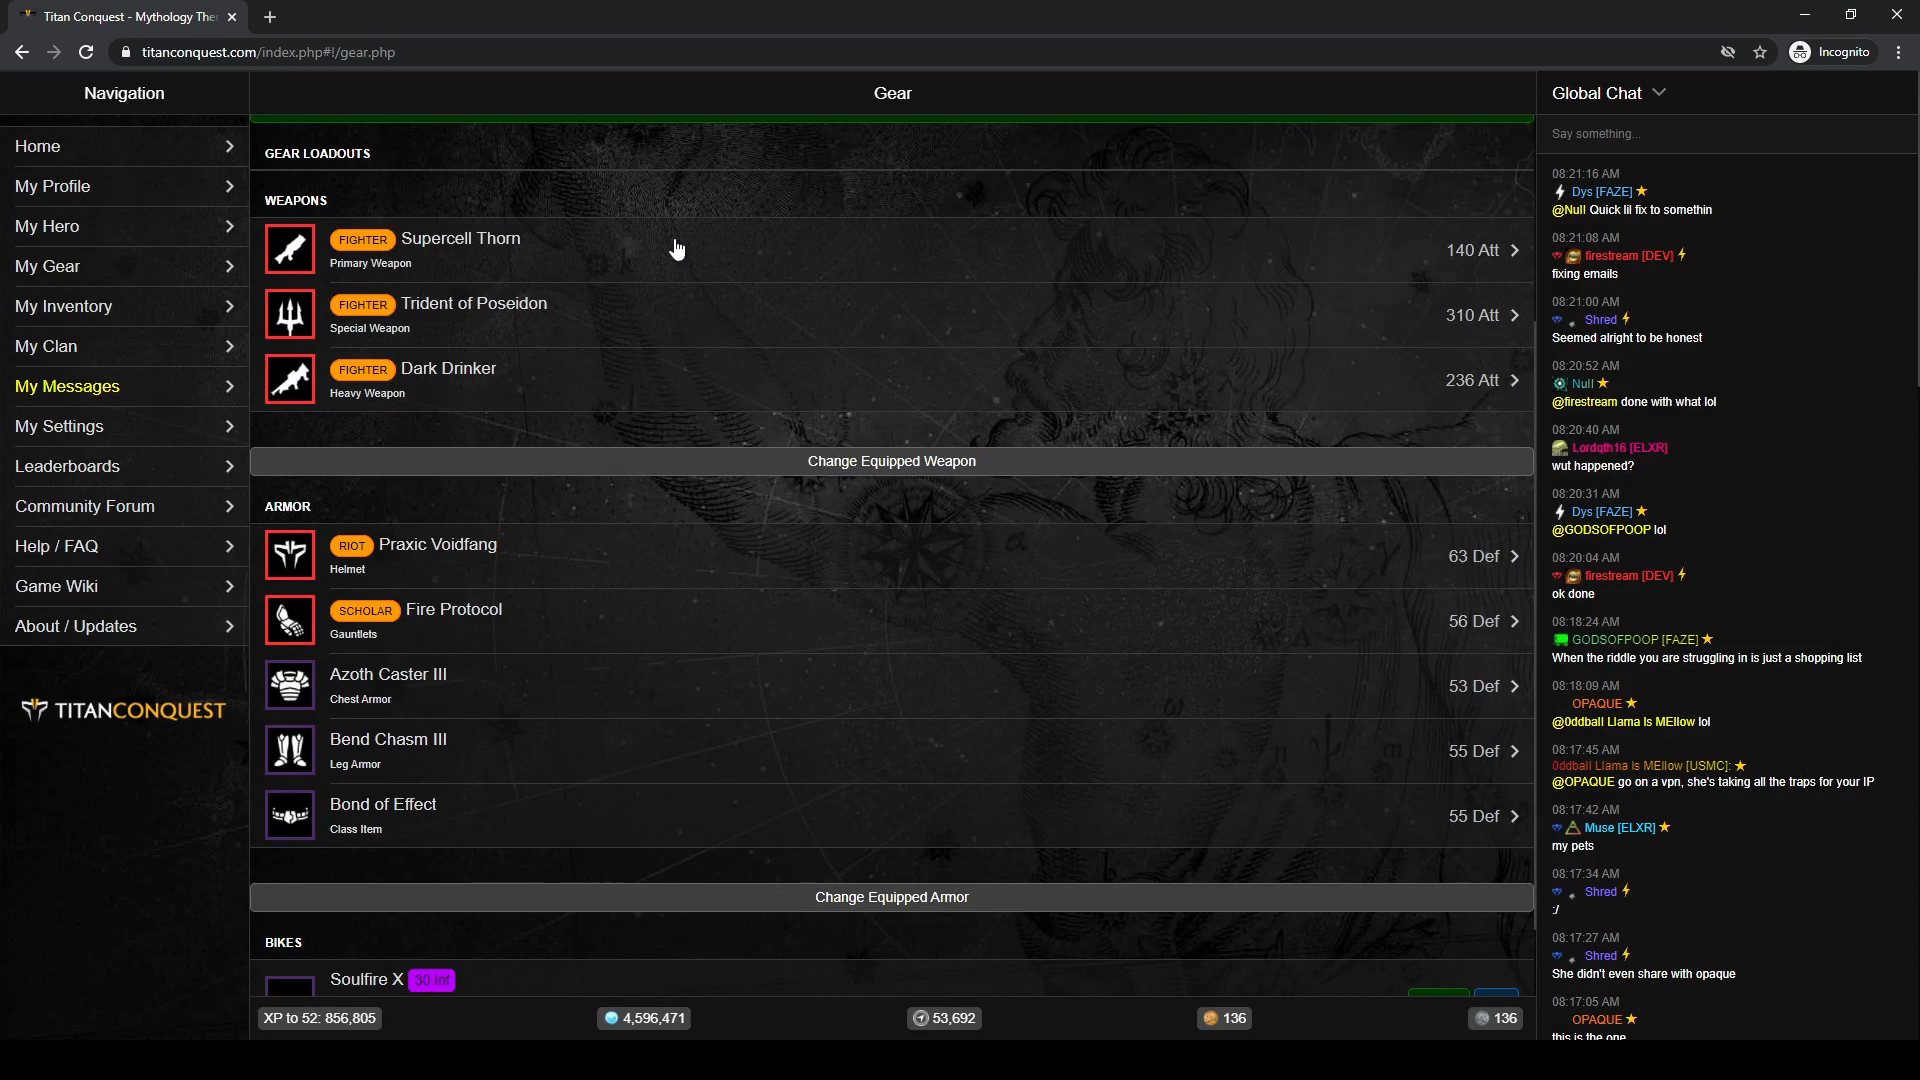 Titan Conquest - Mythology The
titanconquest.com/index.php#!/gear.php
Incognito
Navigation
Home
My Profile
My Hero
My Gear
My Inventory
My Clan
My Messages
My Settings
Leaderboards
Community Forum
Help / FAQ
Game Wiki
About / Updates
TITANCONQUEST
Gear
GEAR LOADOUTS
WEAPONS
FIGHTER Supercell Thorn
Primary Weapon
140 Att
FIGHTER Trident of Poseidon
Special Weapon
310 Att
FIGHTER Dark Drinker
Heavy Weapon
236 Att
Change Equipped Weapon
ARMOR
RIOT Praxic Voidfang
Helmet
63 Def
SCHOLAR Fire Protocol
Gauntlets
56 Def
Azoth Caster III
Chest Armor
53 Def
Bend Chasm III
Leg Armor
55 Def
Bond of Effect
Class Item
55 Def
Change Equipped Armor
BIKES
Soulfire X 30 Inf
XP to 52: 856,805
4,596,471
53,692
136
136
Global Chat
Say something...
08:21:16 AM
Dys [FAZE]
@Null Quick lil fix to somethin
08:21:08 AM
firestream [DEV]
fixing emails
08:21:00 AM
Shred
Seemed alright to be honest
08:20:52 AM
Null
@firestream done with what lol
08:20:40 AM
Lordqth16 [ELXR]
wut happened?
08:20:31 AM
Dys [FAZE]
@GODSOFPOOP lol
08:20:04 AM
firestream [DEV]
ok done
08:18:24 AM
GODSOFPOOP [FAZE]
When the riddle you are struggling in is just a shopping list
08:18:09 AM
OPAQUE
@0ddball Llama Is MEllow lol
08:17:45 AM
0ddball Llama Is MEllow [USMC]:
@OPAQUE go on a vpn, she's taking all the traps for your IP
08:17:42 AM
Muse [ELXR]
my pets
08:17:34 AM
Shred
:/
08:17:27 AM
Shred
She didn't even share with opaque
08:17:05 AM
OPAQUE
this is the one